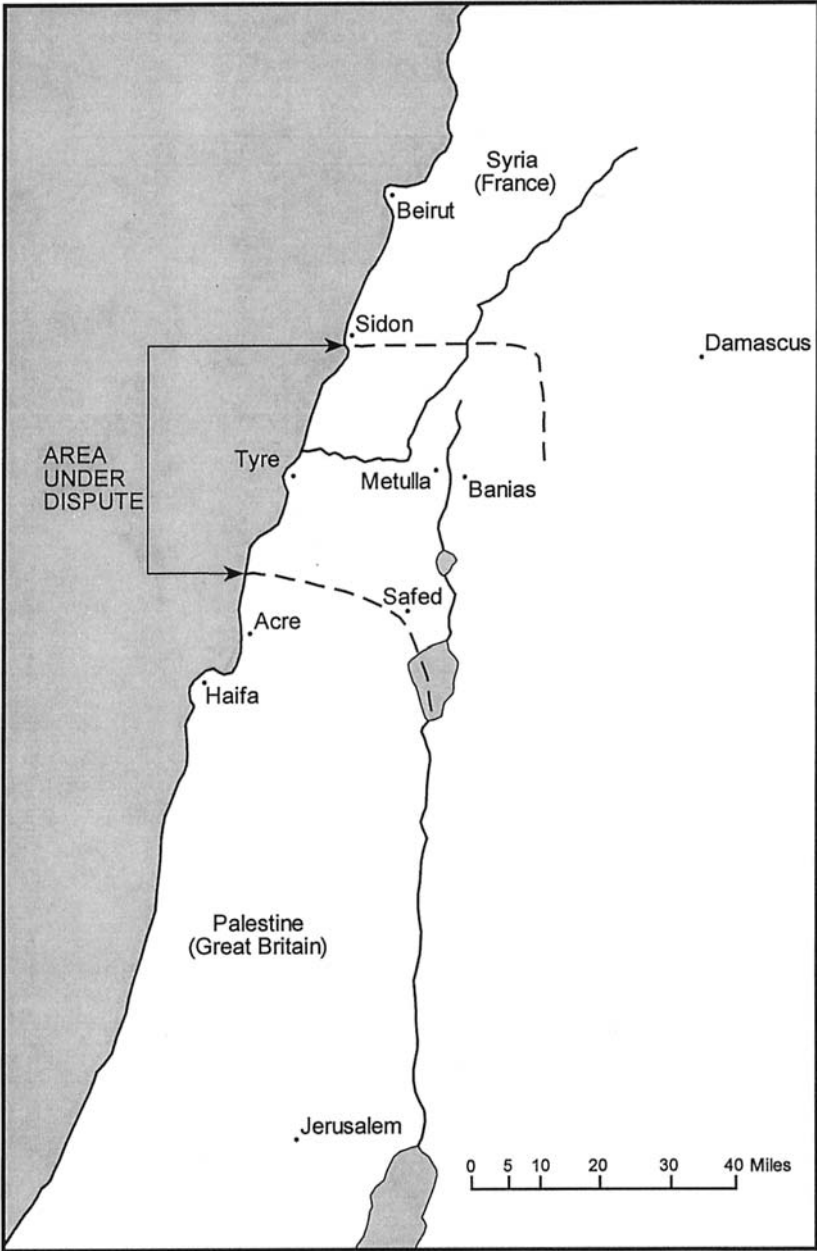 Syria
(France)
Beirut
Sidon
Damascus
AREA
UNDER
DISPUTE
Tyre
Metulla
Banias
Safed
Acre
Haifa
Palestine
(Great Britain)
Jerusalem
0 5 10 20 30 40 Miles